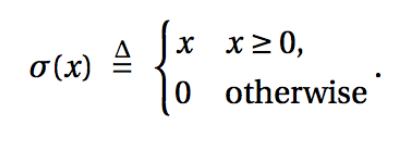 σ(x) ≜ { x x ≥ 0,
0 otherwise .